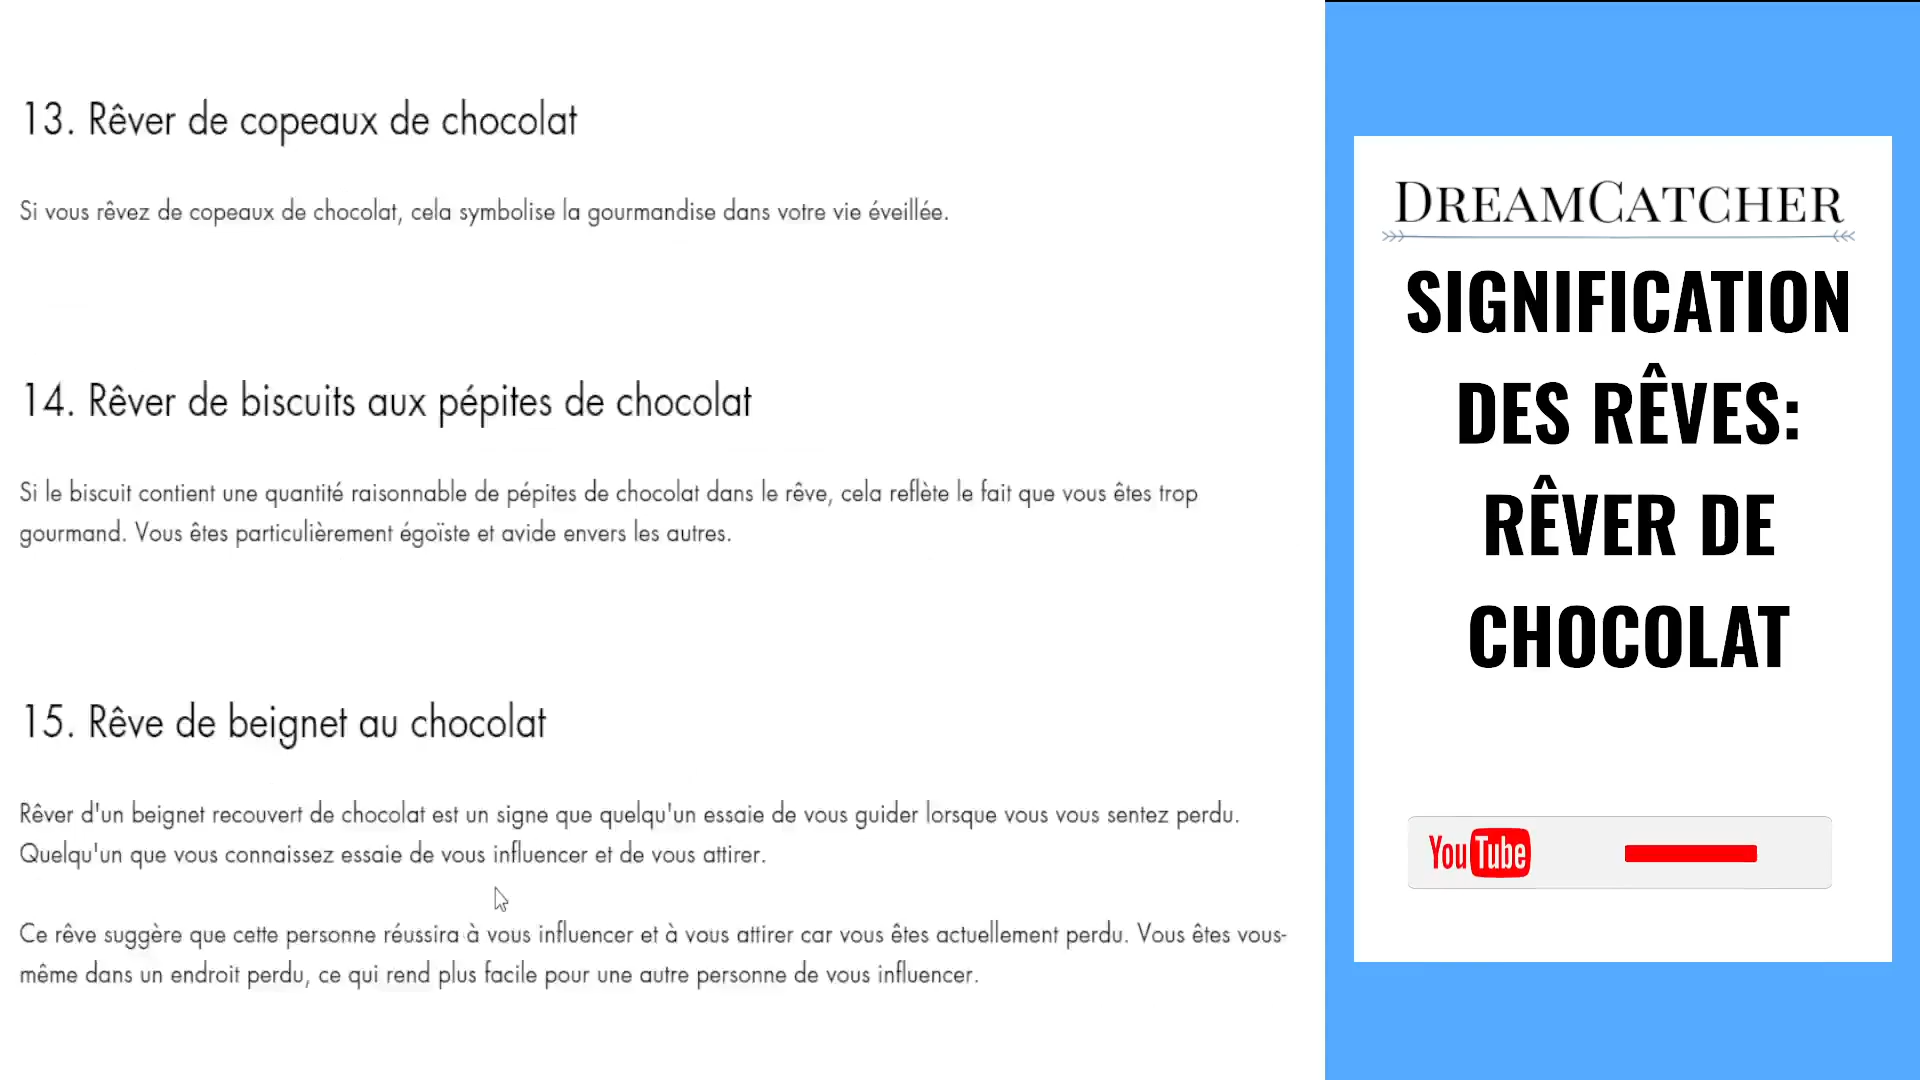 13. Rêver de copeaux de chocolat
Si vous rêvez de copeaux de chocolat, cela symbolise la gourmandise dans votre vie éveillée.
14. Rêver de biscuits aux pépites de chocolat
Si le biscuit contient une quantité raisonnable de pépites de chocolat dans le rêve, cela reflète le fait que vous êtes trop
gourmand. Vous êtes particulièrement égoïste et avide envers les autres.
15. Rêve de beignet au chocolat
Rêver d'un beignet recouvert de chocolat est un signe que quelqu'un essaie de vous guider lorsque vous vous sentez perdu.
Quelqu'un que vous connaissez essaie de vous influencer et de vous attirer.
Ce rêve suggère que cette personne réussira à vous influencer et à vous attirer car vous êtes actuellement perdu. Vous êtes vous-
même dans un endroit perdu, ce qui rend plus facile pour une autre personne de vous influencer.
DREAMCATCHER
SIGNIFICATION
DES RÊVES:
RÊVER DE
CHOCOLAT
YouTube